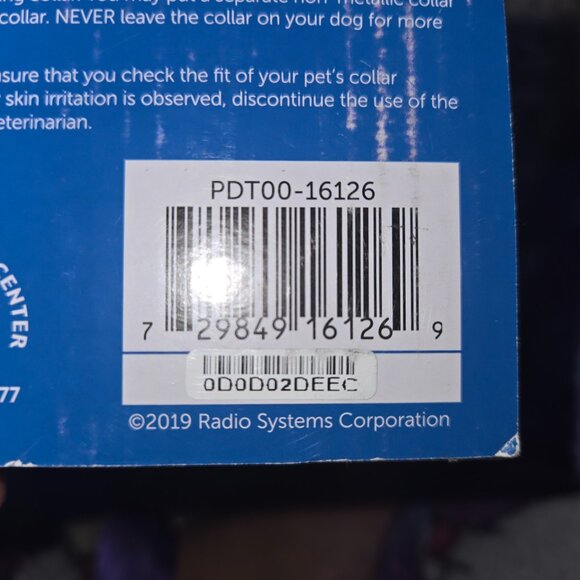 collar. NEVER leave the collar on your dog for more
sure that you check the fit of your pet's collar
skin irritation is observed, discontinue the use of the
eterinarian.
PDT00-16126
7 29849 16126 9
0D0D02DEEC
CENTER
77
©2019 Radio Systems Corporation